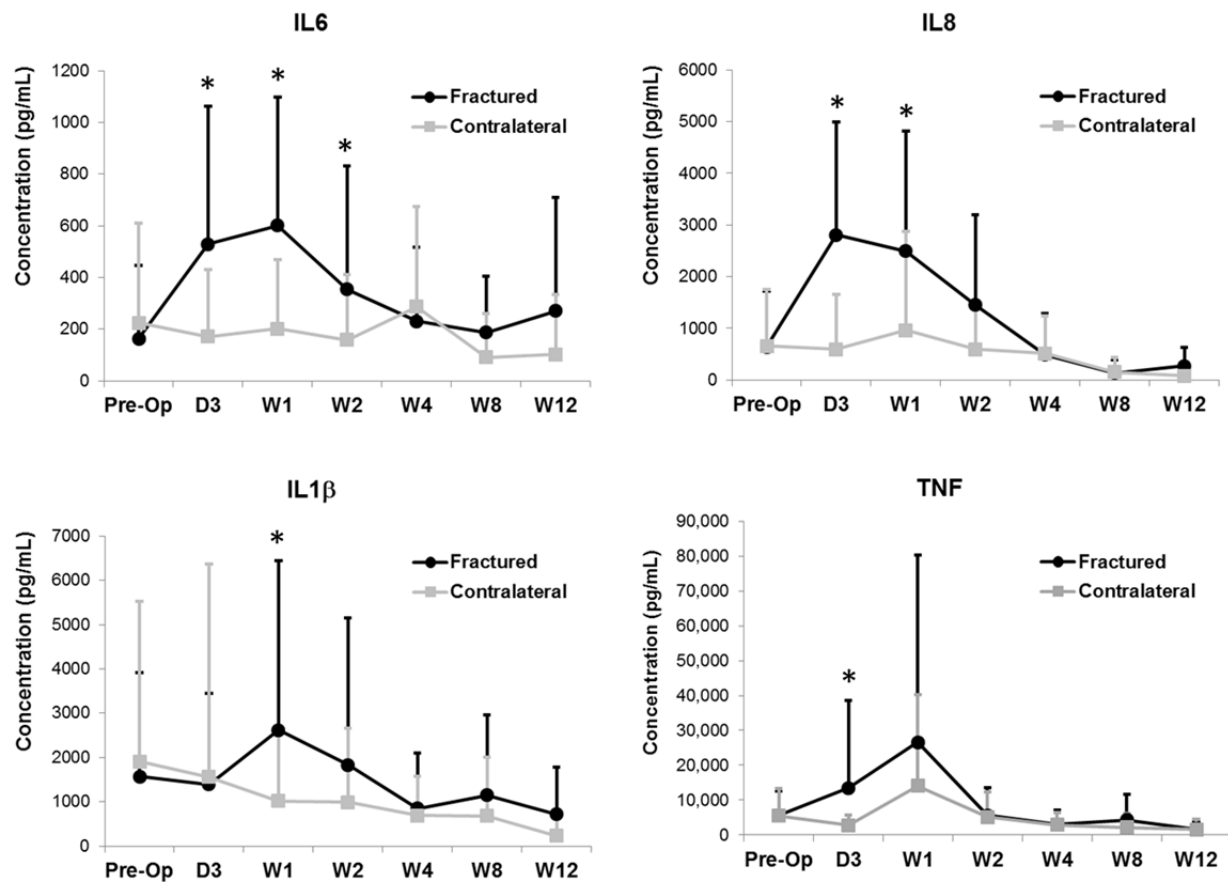 IL6
Concentration (pg/mL)
1200
1000
800
600
400
200
0
*
*
*
Fractured
Contralateral
Pre-Op D3 W1 W2 W4 W8 W12
IL8
Concentration (pg/mL)
6000
5000
4000
3000
2000
1000
0
*
*
Fractured
Contralateral
Pre-Op D3 W1 W2 W4 W8 W12
IL1β
Concentration (pg/mL)
7000
6000
5000
4000
3000
2000
1000
0
*
Fractured
Contralateral
Pre-Op D3 W1 W2 W4 W8 W12
TNF
Concentration (pg/mL)
90,000
80,000
70,000
60,000
50,000
40,000
30,000
20,000
10,000
0
*
Fractured
Contralateral
Pre-Op D3 W1 W2 W4 W8 W12